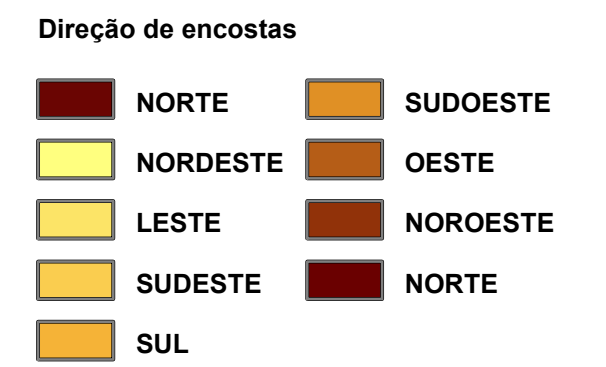 Direção de encostas
NORTE
NORDESTE
LESTE
SUDESTE
SUL
SUDOESTE
OESTE
NOROESTE
NORTE